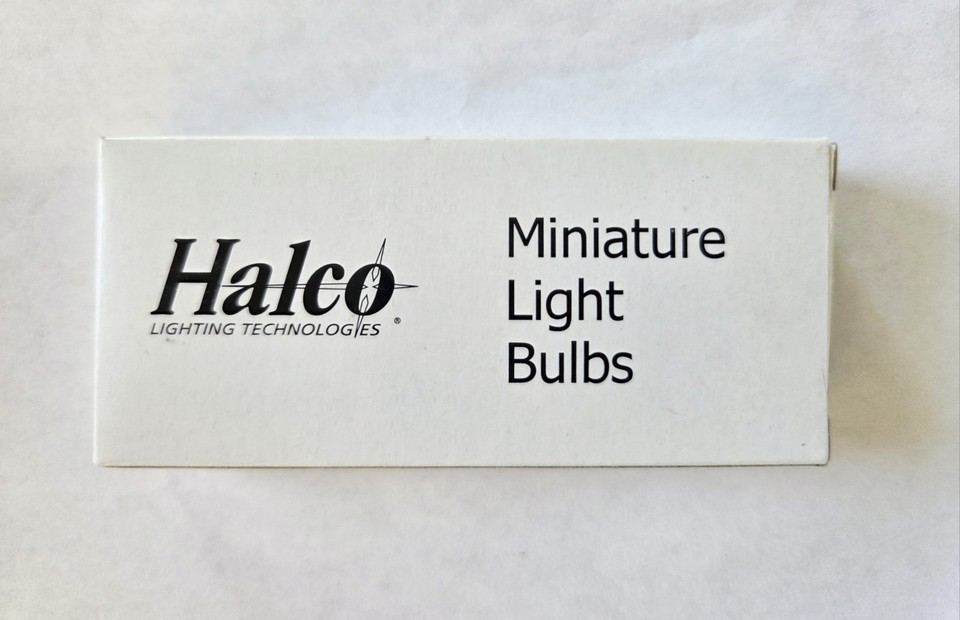 Halco
LIGHTING TECHNOLOGIES ®
Miniature
Light
Bulbs